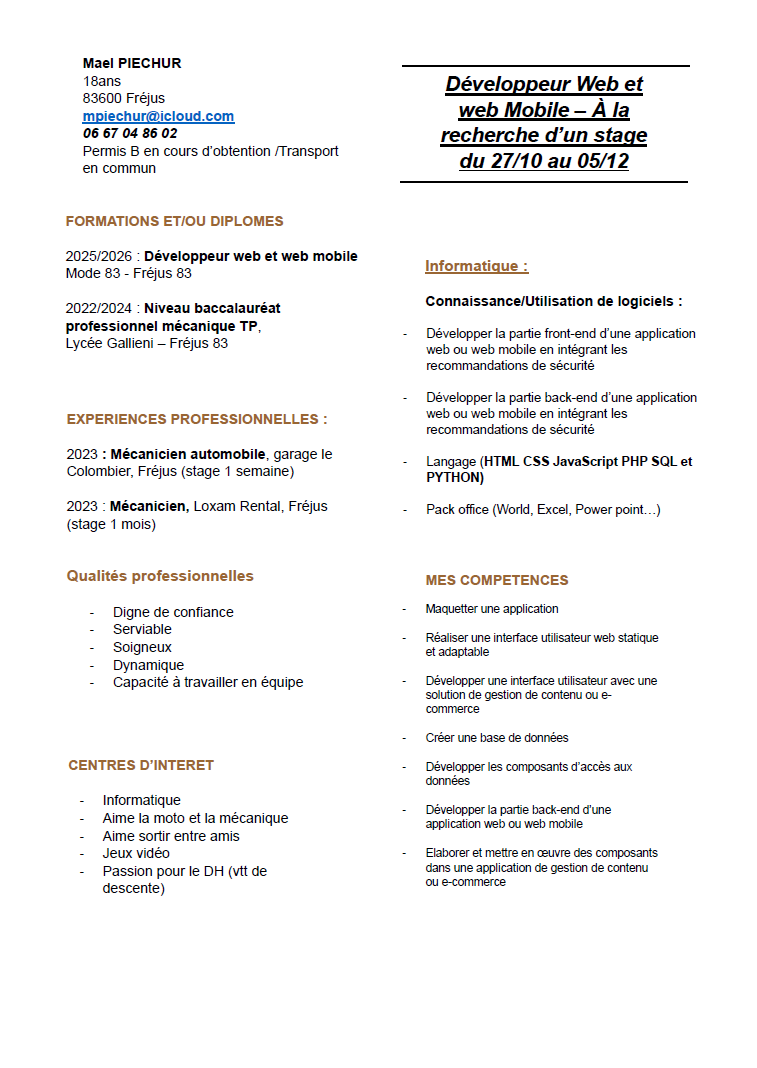 Mael PIECHUR
18ans
83600 Fréjus
mpiechur@icloud.com
06 67 04 86 02
Permis B en cours d'obtention /Transport
en commun
Développeur Web et
web Mobile – À la
recherche d'un stage
du 27/10 au 05/12
FORMATIONS ET/OU DIPLOMES
2025/2026 : Développeur web et web mobile
Mode 83 - Fréjus 83
2022/2024 : Niveau baccalauréat
professionnel mécanique TP,
Lycée Gallieni – Fréjus 83
EXPERIENCES PROFESSIONNELLES :
2023 : Mécanicien automobile, garage le
Colombier, Fréjus (stage 1 semaine)
2023 : Mécanicien, Loxam Rental, Fréjus
(stage 1 mois)
Qualités professionnelles
- Digne de confiance
- Serviable
- Soigneux
- Dynamique
- Capacité à travailler en équipe
CENTRES D'INTERET
- Informatique
- Aime la moto et la mécanique
- Aime sortir entre amis
- Jeux vidéo
- Passion pour le DH (vtt de
descente)
Informatique :
Connaissance/Utilisation de logiciels :
- Développer la partie front-end d'une application
web ou web mobile en intégrant les
recommandations de sécurité
- Développer la partie back-end d'une application
web ou web mobile en intégrant les
recommandations de sécurité
- Langage (HTML CSS JavaScript PHP SQL et
PYTHON)
- Pack office (World, Excel, Power point…)
MES COMPETENCES
- Maquetter une application
- Réaliser une interface utilisateur web statique
et adaptable
- Développer une interface utilisateur avec une
solution de gestion de contenu ou e-
commerce
- Créer une base de données
- Développer les composants d'accès aux
données
- Développer la partie back-end d'une
application web ou web mobile
- Elaborer et mettre en œuvre des composants
dans une application de gestion de contenu
ou e-commerce